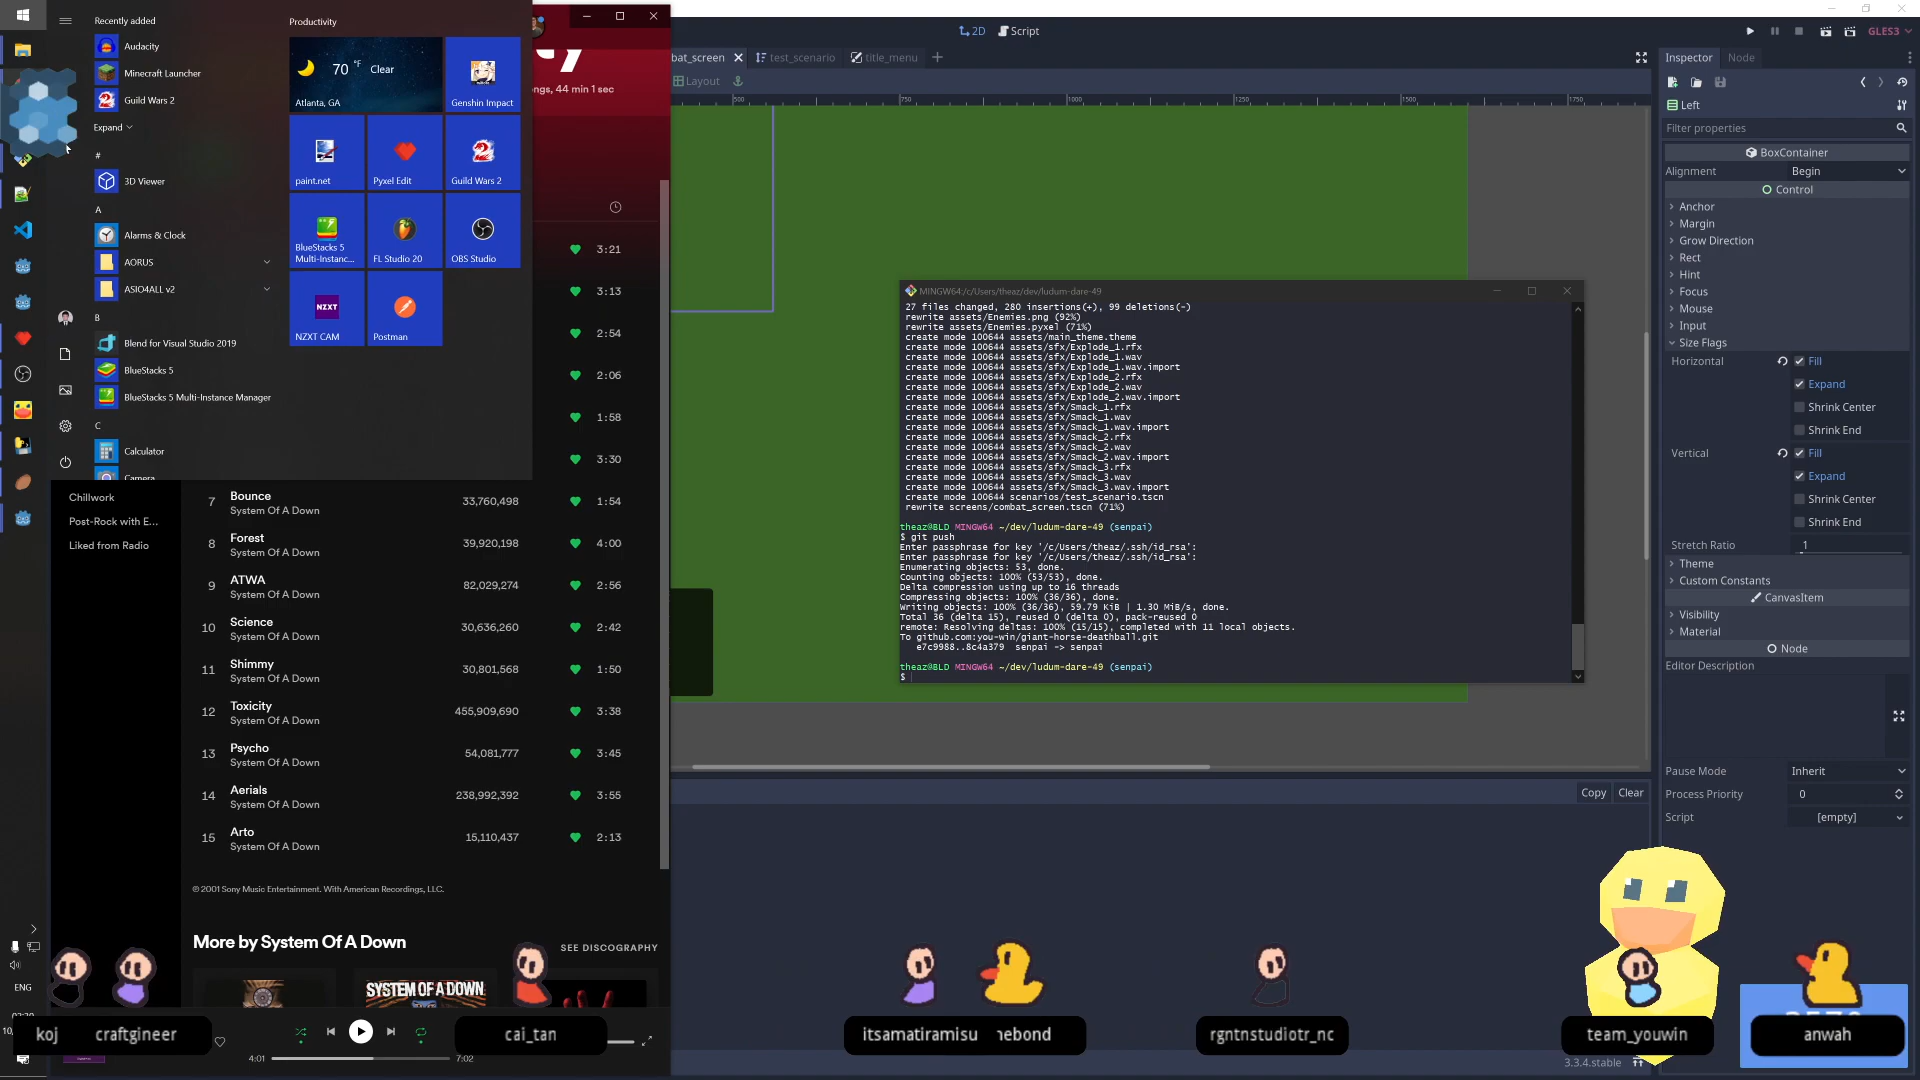 Recently added
Audacity
Minecraft Launcher
Guild Wars 2
Expand
#
3D Viewer
A
Alarms & Clock
AORUS
ASIO4ALL v2
B
Blend for Visual Studio 2019
BlueStacks 5
BlueStacks 5 Multi-Instance Manager
C
Calculator
Camera
Productivity
70 °F Clear
Atlanta, GA
Genshin Impact
paint.net
Pyxel Edit
Guild Wars 2
BlueStacks 5
Multi-Instanc...
FL Studio 20
OBS Studio
NZXT
NZXT CAM
Postman
ngs, 44 min 1 sec
3:21
3:13
2:54
2:06
1:58
3:30
Chillwork
Post-Rock with E...
Liked from Radio
7 Bounce 33,760,498 1:54
System Of A Down
8 Forest 39,920,198 4:00
System Of A Down
9 ATWA 82,029,274 2:56
System Of A Down
10 Science 30,636,260 2:42
System Of A Down
11 Shimmy 30,801,568 1:50
System Of A Down
12 Toxicity 455,909,690 3:38
System Of A Down
13 Psycho 54,081,777 3:45
System Of A Down
14 Aerials 238,992,392 3:55
System Of A Down
15 Arto 15,110,437 2:13
System Of A Down
© 2001 Sony Music Entertainment. With American Recordings, LLC.
More by System Of A Down
SEE DISCOGRAPHY
SYSTEM OF A DOWN
4:01
7:02
ENG
2D
Script
GLES3
bat_screen
test_scenario
title_menu
Layout
500
750
1000
1250
1500
1750
MINGW64:/c/Users/theaz/dev/ludum-dare-49
27 files changed, 280 insertions(+), 99 deletions(-)
rewrite assets/Enemies.png (92%)
rewrite assets/Enemies.pyxel (71%)
create mode 100644 assets/main_theme.theme
create mode 100644 assets/sfx/Explode_1.rfx
create mode 100644 assets/sfx/Explode_1.wav
create mode 100644 assets/sfx/Explode_1.wav.import
create mode 100644 assets/sfx/Explode_2.rfx
create mode 100644 assets/sfx/Explode_2.wav
create mode 100644 assets/sfx/Explode_2.wav.import
create mode 100644 assets/sfx/Smack_1.rfx
create mode 100644 assets/sfx/Smack_1.wav
create mode 100644 assets/sfx/Smack_1.wav.import
create mode 100644 assets/sfx/Smack_2.rfx
create mode 100644 assets/sfx/Smack_2.wav
create mode 100644 assets/sfx/Smack_2.wav.import
create mode 100644 assets/sfx/Smack_3.rfx
create mode 100644 assets/sfx/Smack_3.wav
create mode 100644 assets/sfx/Smack_3.wav.import
create mode 100644 scenarios/test_scenario.tscn
rewrite screens/combat_screen.tscn (71%)
theaz@BLD MINGW64 ~/dev/ludum-dare-49 (senpai)
$ git push
Enter passphrase for key '/c/Users/theaz/.ssh/id_rsa':
Enter passphrase for key '/c/Users/theaz/.ssh/id_rsa':
Enumerating objects: 53, done.
Counting objects: 100% (53/53), done.
Delta compression using up to 16 threads
Compressing objects: 100% (36/36), done.
Writing objects: 100% (36/36), 59.79 KiB | 1.30 MiB/s, done.
Total 36 (delta 15), reused 0 (delta 0), pack-reused 0
remote: Resolving deltas: 100% (15/15), completed with 11 local objects.
To github.com:you-win/giant-horse-deathball.git
e7c9988..8c4a379 senpai -> senpai
theaz@BLD MINGW64 ~/dev/ludum-dare-49 (senpai)
$
Copy
Clear
Inspector
Node
Left
Filter properties
BoxContainer
Alignment Begin
Control
Anchor
Margin
Grow Direction
Rect
Hint
Focus
Mouse
Input
Size Flags
Horizontal Fill
Expand
Shrink Center
Shrink End
Vertical Fill
Expand
Shrink Center
Shrink End
Stretch Ratio 1
Theme
Custom Constants
CanvasItem
Visibility
Material
Node
Editor Description
Pause Mode Inherit
Process Priority 0
Script [empty]
3.3.4.stable
koj
craftgineer
cai_tan
itsamatiramisu
nebond
rgntnstudiotr_nc
team_youwin
anwah